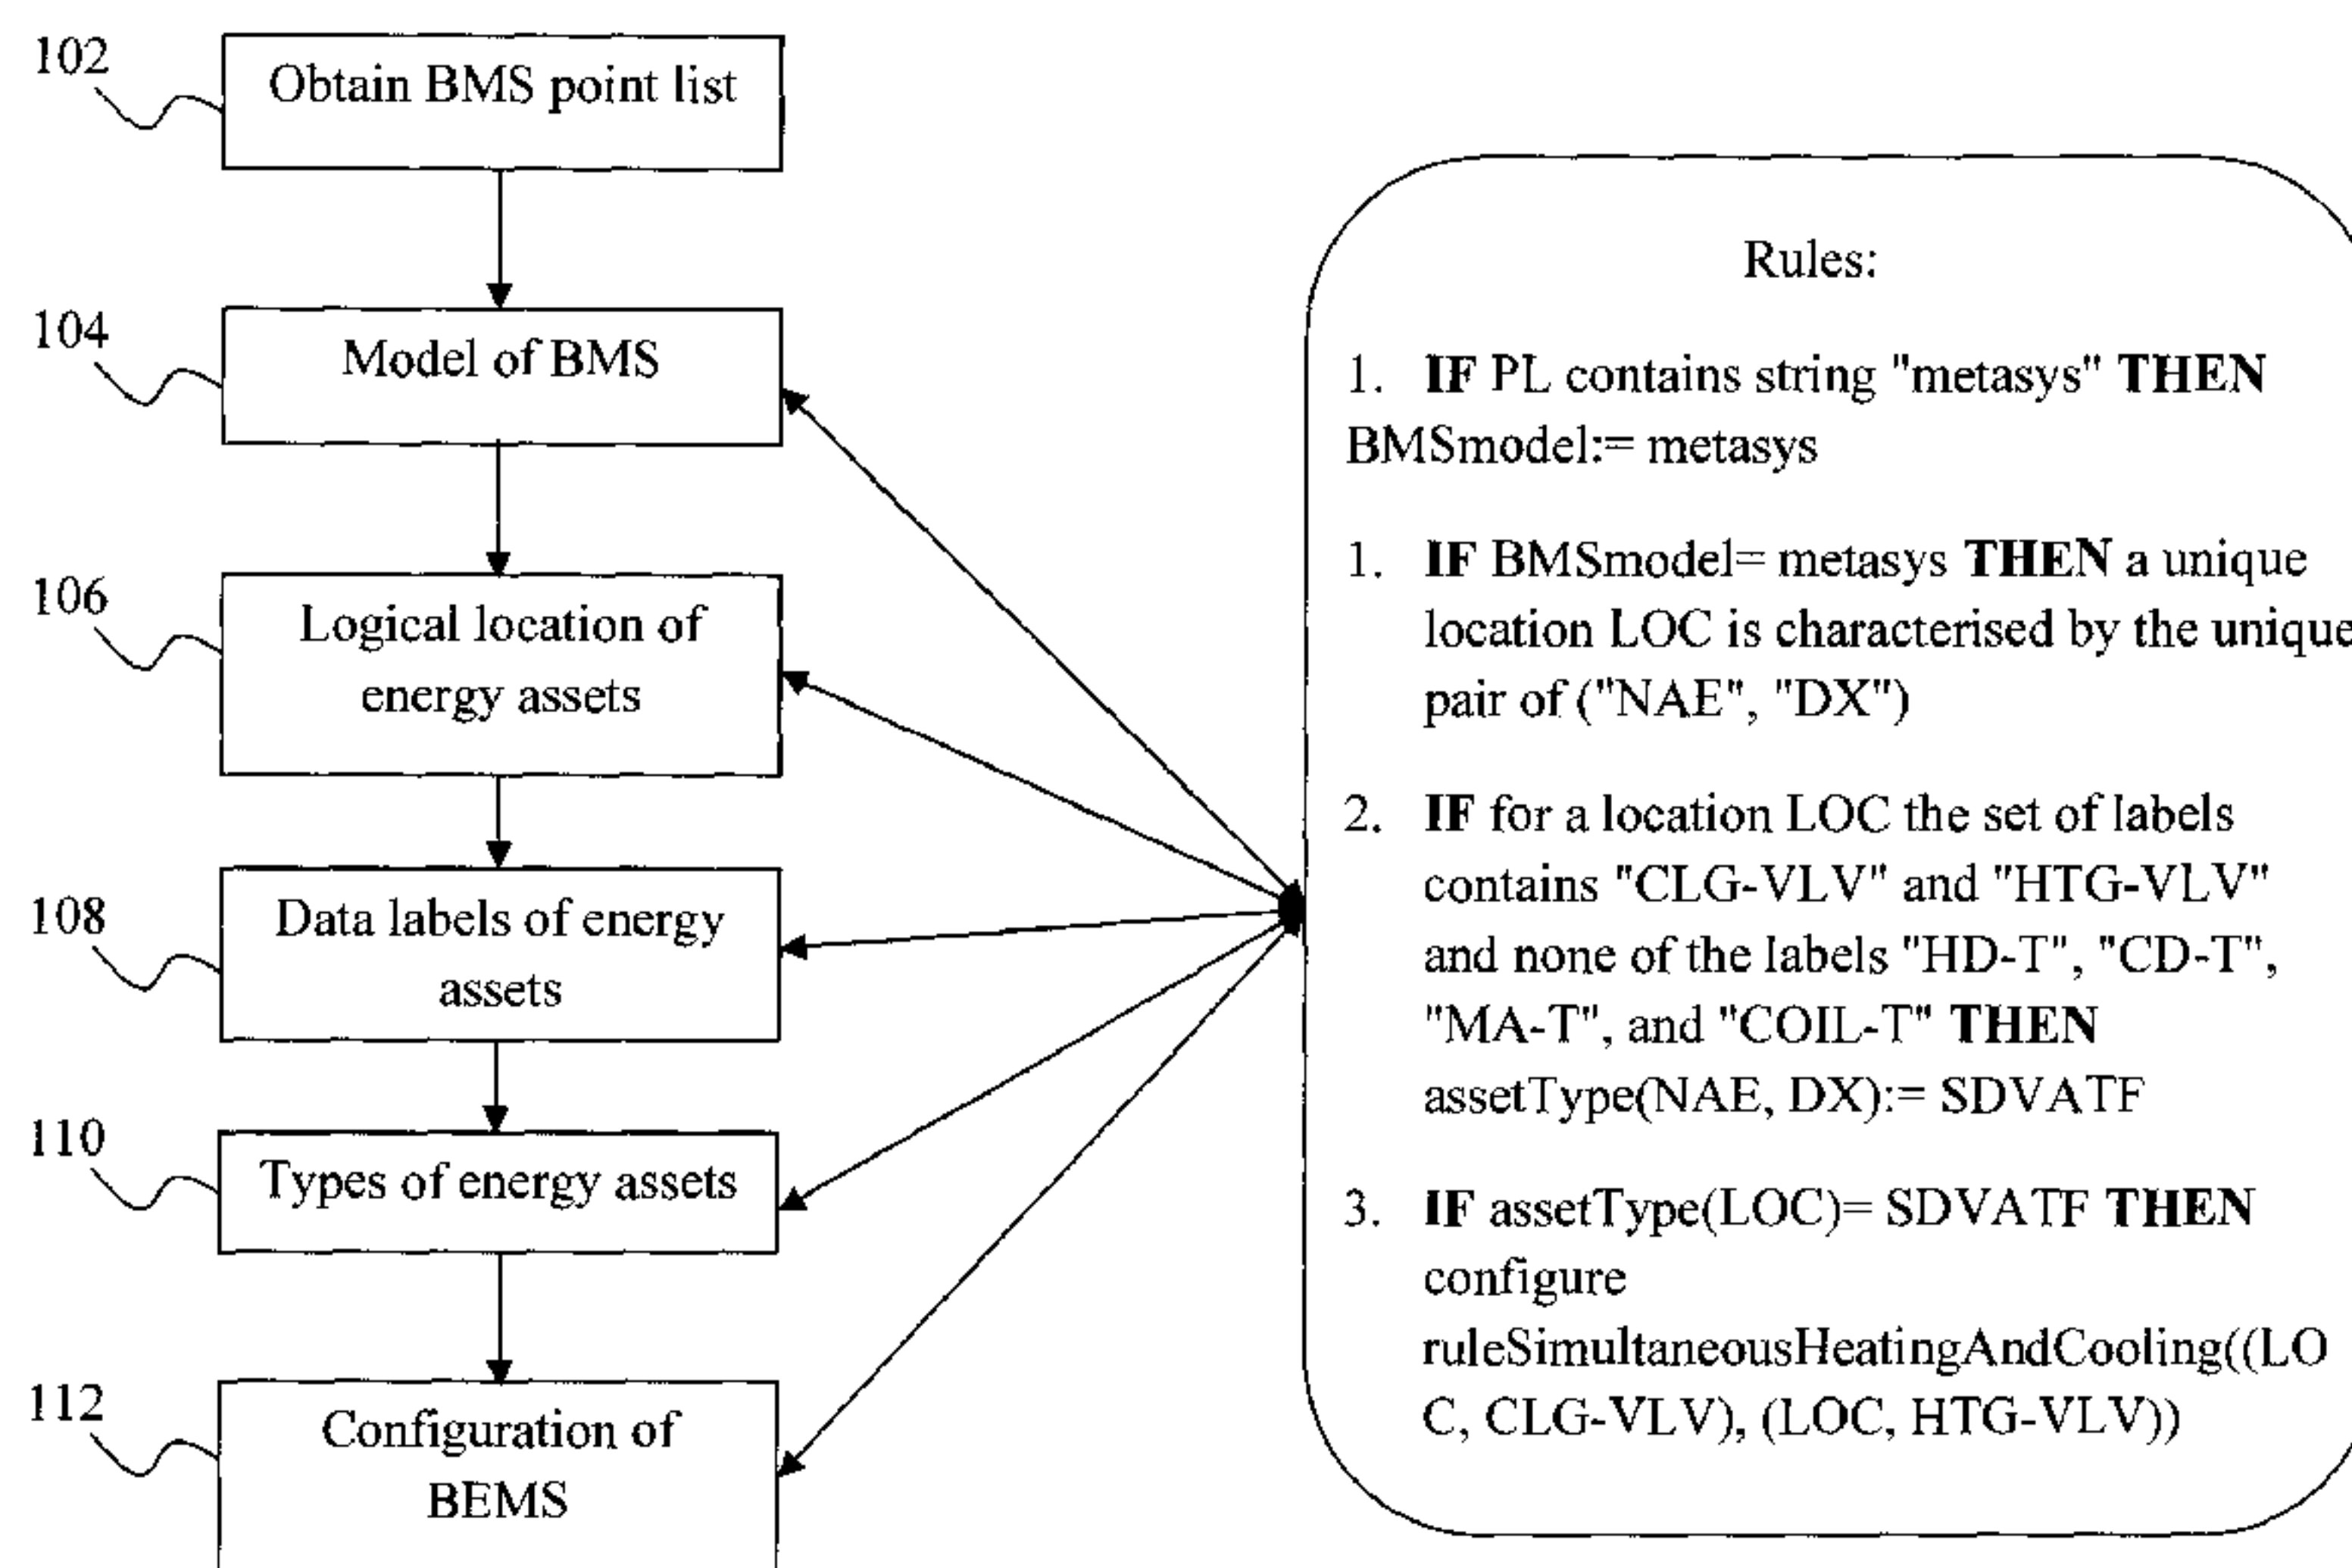 102
Obtain BMS point list
104
Model of BMS
106
Logical location of
energy assets
108
Data labels of energy
assets
110
Types of energy assets
112
Configuration of
BEMS
Rules:
1. IF PL contains string "metasys" THEN
BMSmodel:= metasys
1. IF BMSmodel= metasys THEN a unique
location LOC is characterised by the unique
pair of ("NAE", "DX")
2. IF for a location LOC the set of labels
contains "CLG-VLV" and "HTG-VLV"
and none of the labels "HD-T", "CD-T",
"MA-T", and "COIL-T" THEN
assetType(NAE, DX):= SDVATF
3. IF assetType(LOC)= SDVATF THEN
configure
ruleSimultaneousHeatingAndCooling((LO
C, CLG-VLV), (LOC, HTG-VLV))